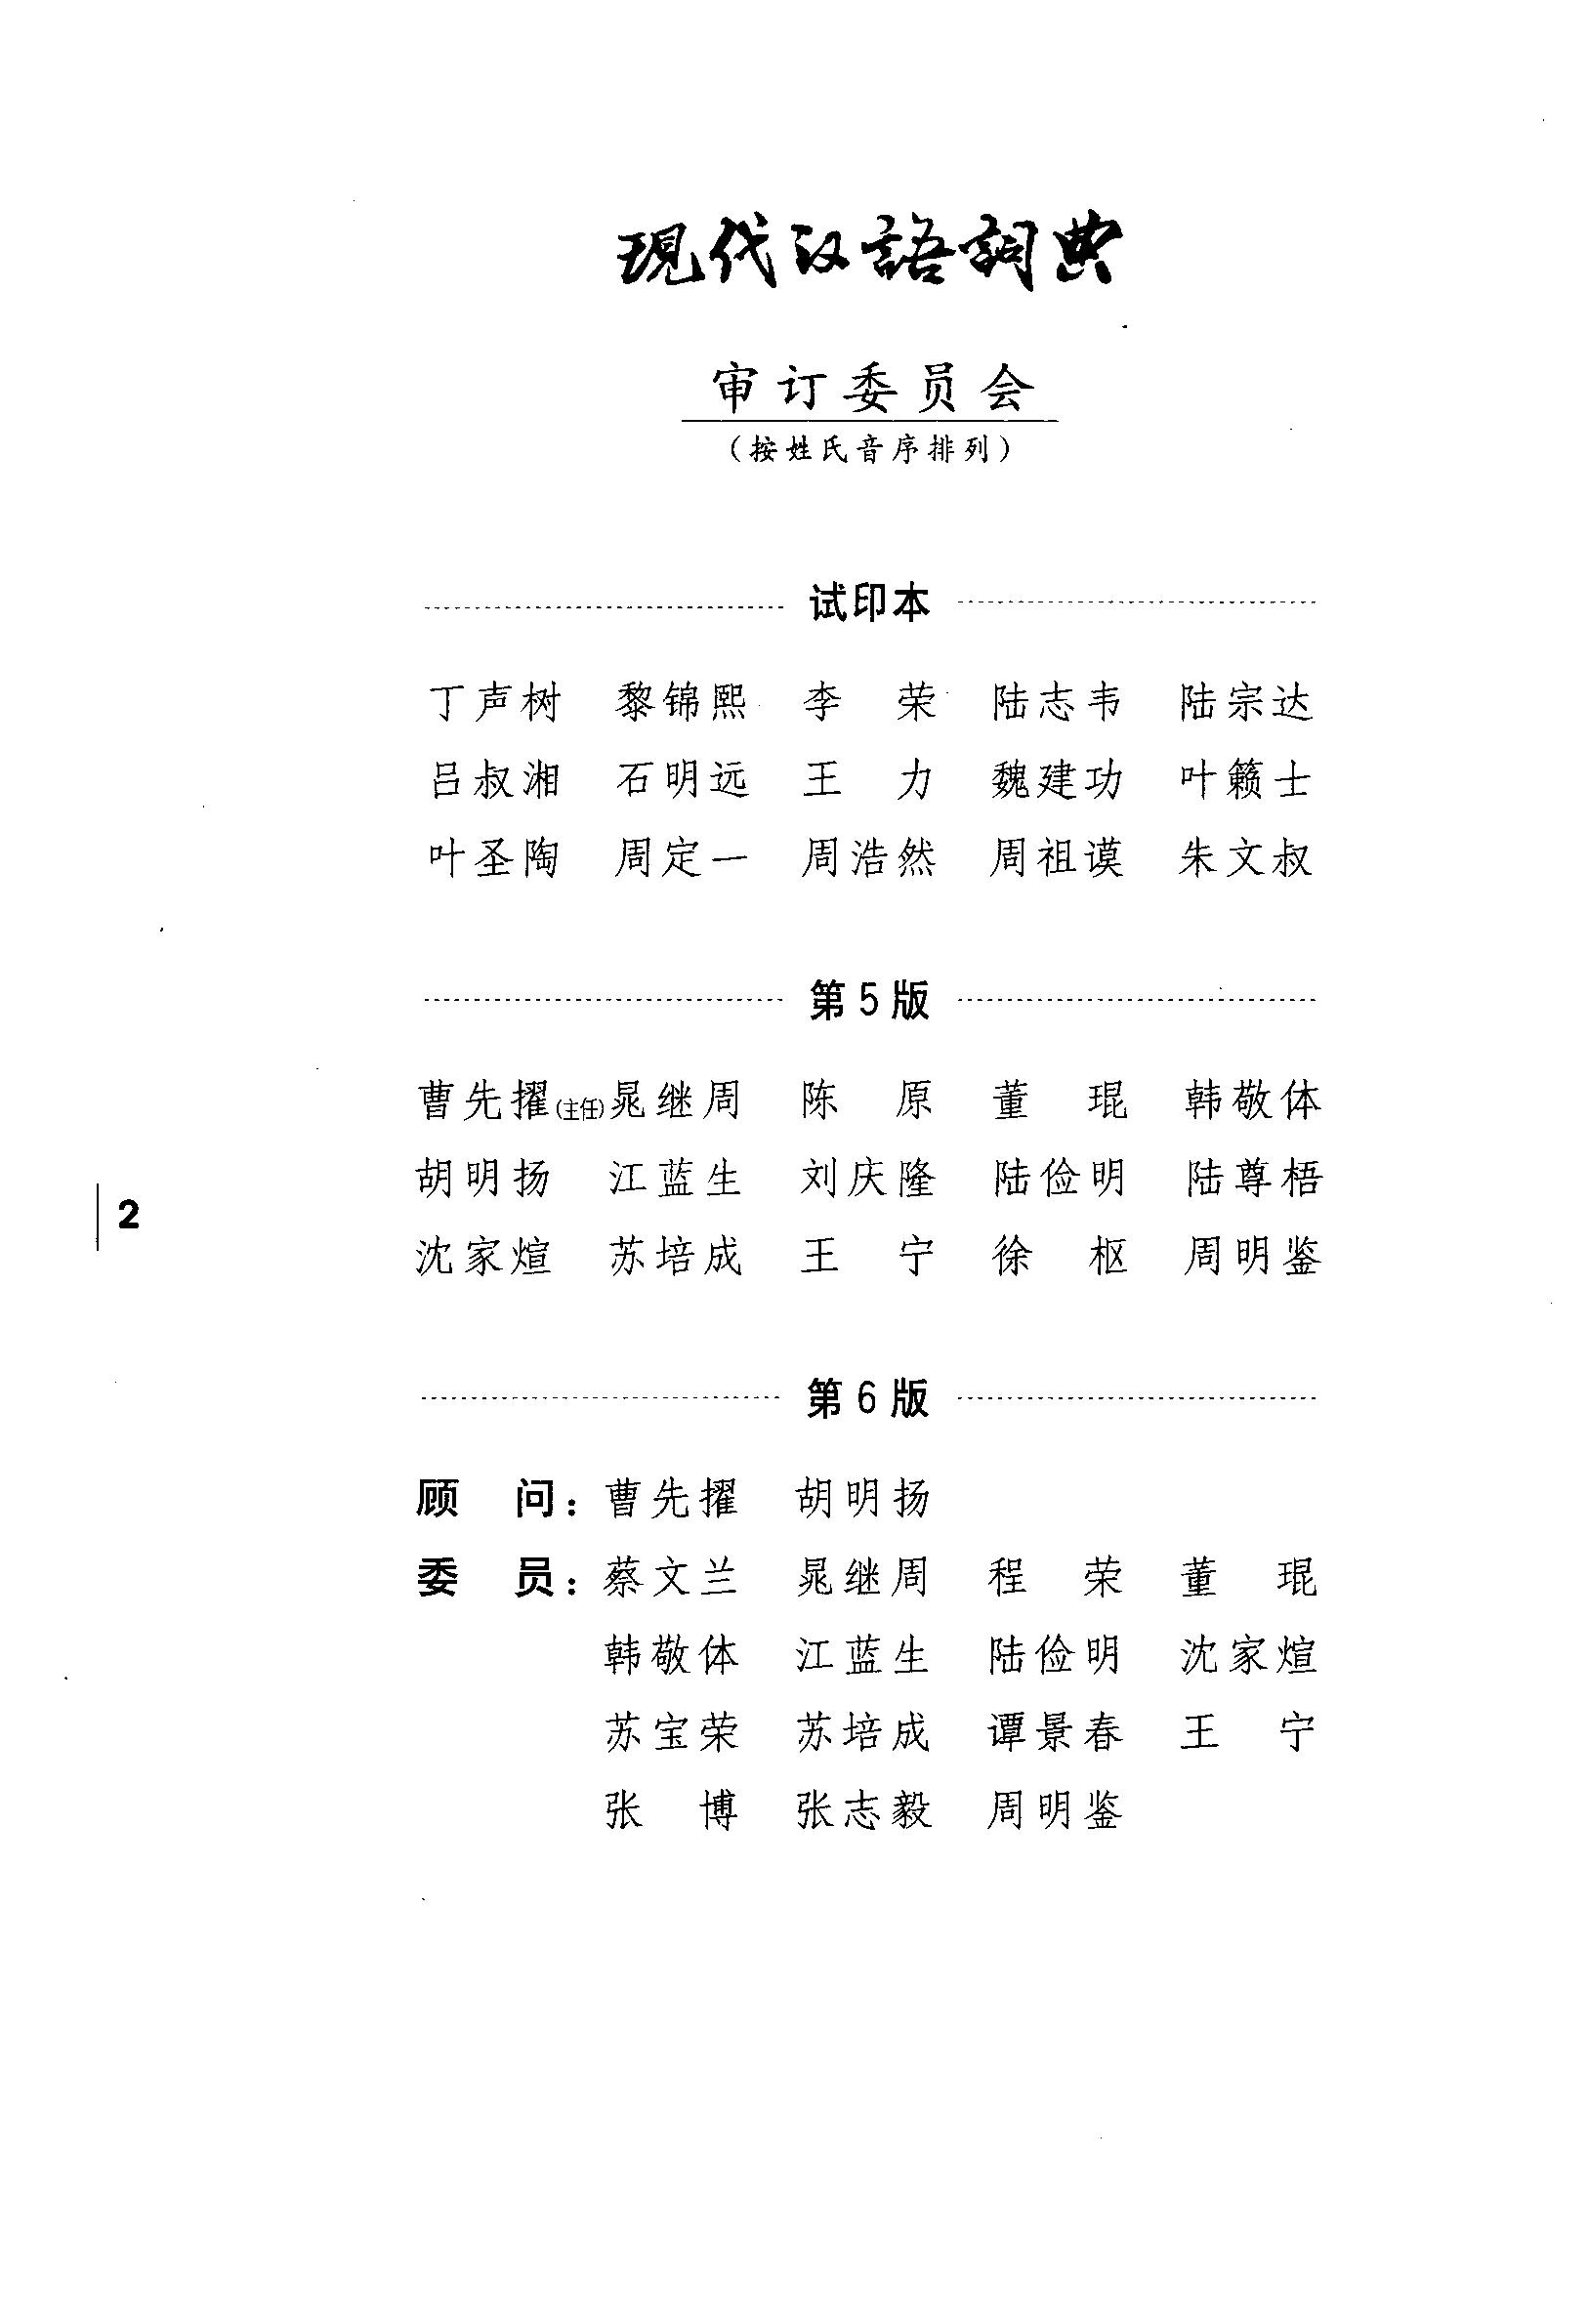 现代汉语词典
审订委员会
(按姓氏音序排列)
试印本
丁声树 黎锦熙 李 荣 陆志韦 陆宗达
吕叔湘 石明远 王 力 魏建功 叶籁士
叶圣陶 周定一 周浩然 周祖谟 朱文叔
第5版
曹先擢(主任) 晁继周 陈 原 董 琨 韩敬体
胡明扬 江蓝生 刘庆隆 陆俭明 陆尊梧
2
沈家煊 苏培成 王 宁 徐 枢 周明鉴
第6版
顾 问：曹先擢 胡明扬
委 员：蔡文兰 晁继周 程 荣 董 琨
韩敬体 江蓝生 陆俭明 沈家煊
苏宝荣 苏培成 谭景春 王 宁
张 博 张志毅 周明鉴